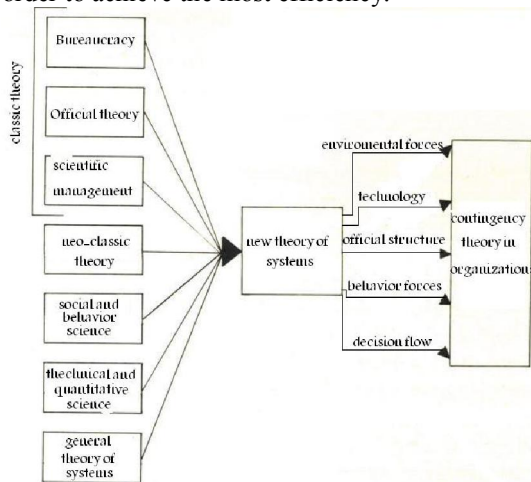 order to achieve the most efficiency.
classic theory
Bureaucracy
Official theory
scientific
management
neo_classic
theory
social and
behavior
science
thechnical and
quantitative
science
general
theory of
systems
new theory of
systems
enviromental forces
technology
official structure
behavior forces
decision flow
contingency
theory in
organization